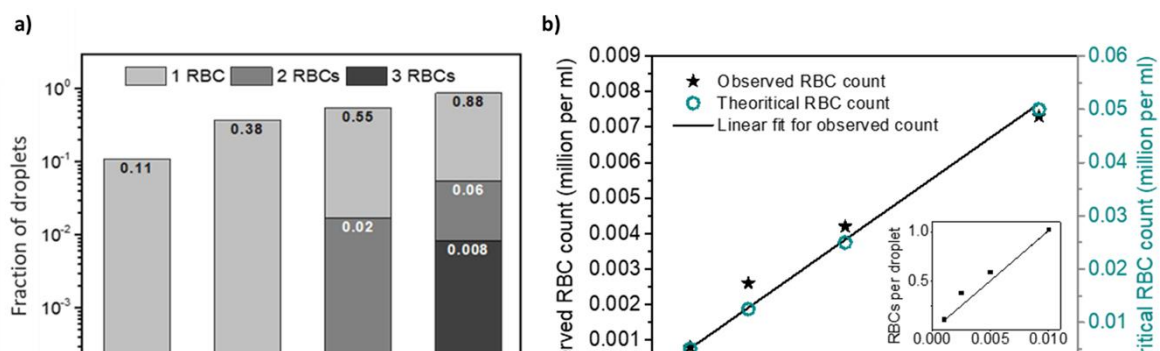 a)
1 RBC 2 RBCs 3 RBCs
10⁰
10⁻¹
10⁻²
10⁻³
Fraction of droplets
0.11
0.38
0.55
0.02
0.88
0.06
0.008
b)
0.009
0.008
0.007
0.006
0.005
0.004
0.003
0.002
0.001
RBC count (million per ml)
Observed RBC count
Theoritical RBC count
Linear fit for observed count
0.06
0.05
0.04
0.03
0.02
0.01
RBC count (million per ml)
RBCs per droplet
1.0
0.5
0.000 0.005 0.010